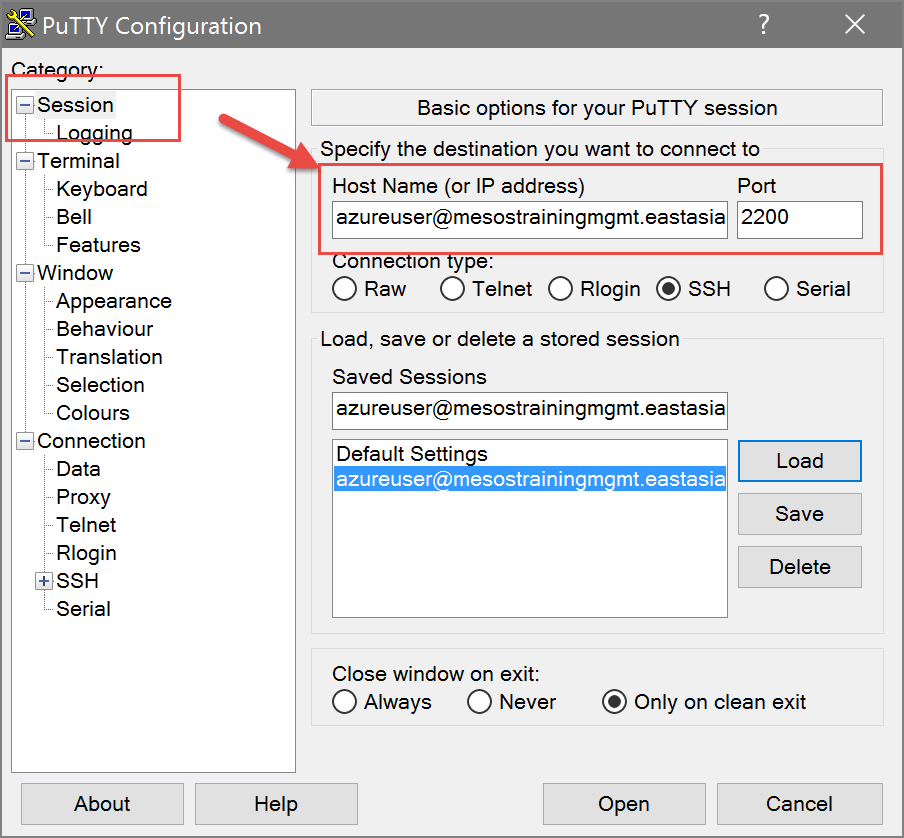 PuTTY Configuration
?
Category:
Session
Logging
Terminal
Keyboard
Bell
Features
Window
Appearance
Behaviour
Translation
Selection
Colours
Connection
Data
Proxy
Telnet
Rlogin
SSH
Serial
Basic options for your PuTTY session
Specify the destination you want to connect to
Host Name (or IP address) Port
azureuser@mesostrainingmgmt.eastasia 2200
Connection type:
Raw Telnet Rlogin SSH Serial
Load, save or delete a stored session
Saved Sessions
azureuser@mesostrainingmgmt.eastasia
Default Settings
azureuser@mesostrainingmgmt.eastasia
Load
Save
Delete
Close window on exit:
Always Never Only on clean exit
About Help Open Cancel